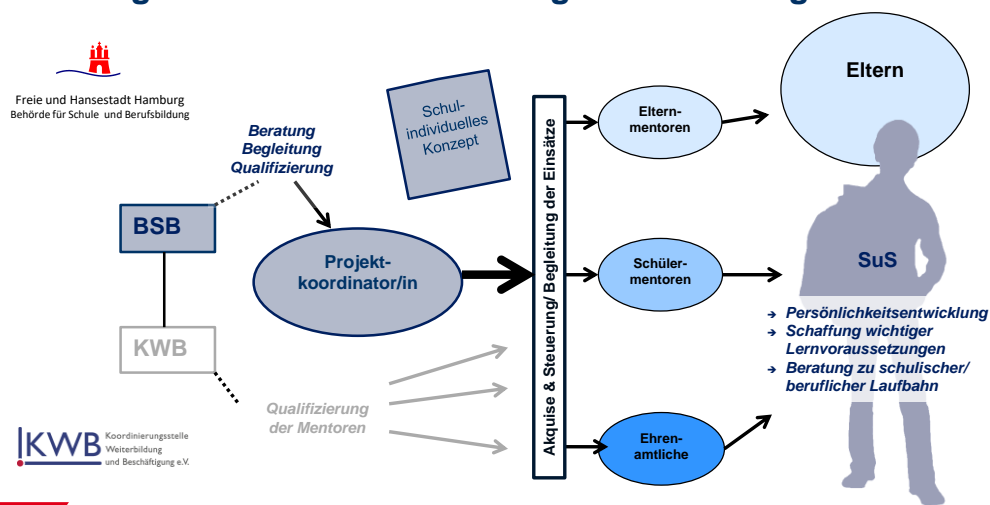 Freie und Hansestadt Hamburg
Behörde für Schule und Berufsbildung
Beratung
Begleitung
Qualifizierung
Schul-
individuelles
Konzept
BSB
KWB
Projekt-
koordinator/in
Qualifizierung
der Mentoren
KWB
Koordinierungsstelle
Weiterbildung
und Beschäftigung e.V.
Akquise & Steuerung/ Begleitung der Einsätze
Eltern-
mentoren
Schüler-
mentoren
Ehren-
amtliche
Eltern
SuS
➔ Persönlichkeitsentwicklung
➔ Schaffung wichtiger
Lernvoraussetzungen
➔ Beratung zu schulischer/
beruflicher Laufbahn